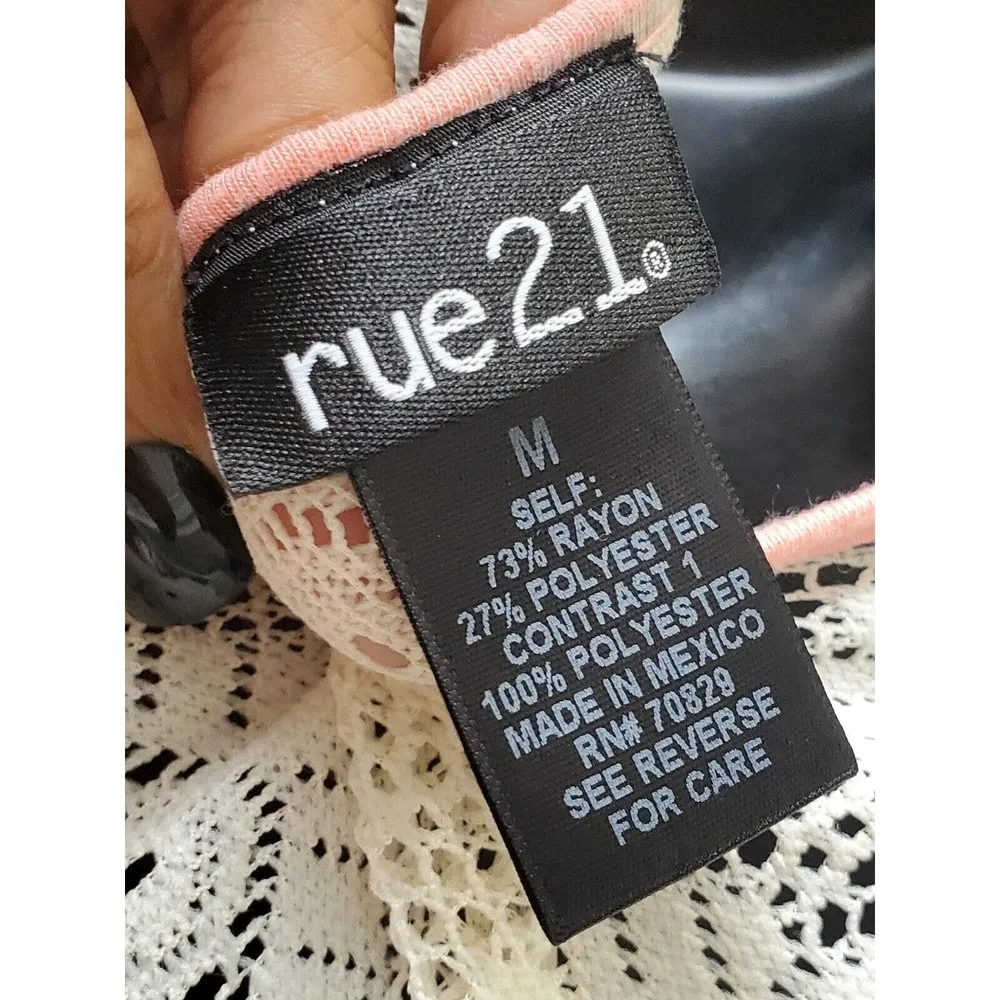 rue21®
M
SELF:
73% RAYON
27% POLYESTER
CONTRAST 1
100% POLYESTER
MADE IN MEXICO
RN# 70829
SEE REVERSE
FOR CARE